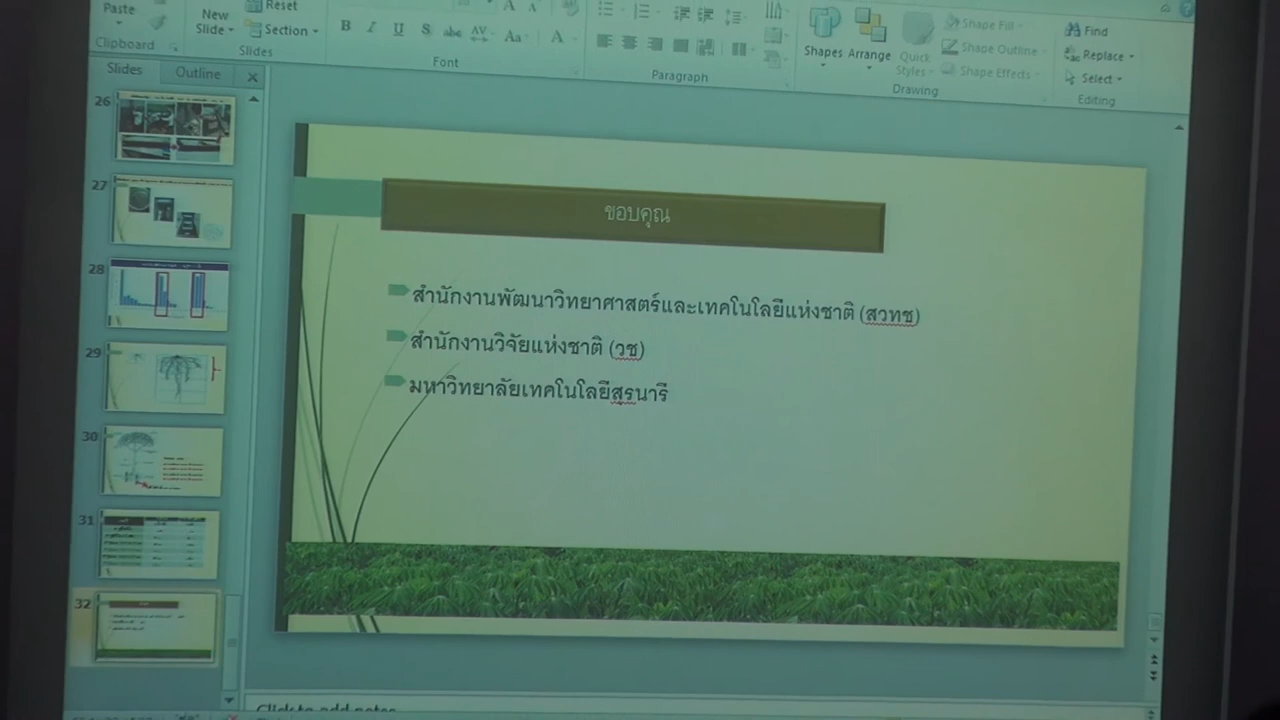 Paste
Clipboard
New
Slide
Reset
Section
Slides
B I U S abc AV Aa A
Font
Paragraph
Shapes
Arrange
Quick
Styles
Shape Fill
Shape Outline
Shape Effects
Drawing
Find
Replace
Select
Editing
Slides
Outline
26
27
28
29
30
31
32
ขอบคุณ
สำนักงานพัฒนาวิทยาศาสตร์และเทคโนโลยีแห่งชาติ (สวทช)
สำนักงานวิจัยแห่งชาติ (วช)
มหาวิทยาลัยเทคโนโลยีสุรนารี
Click to add notes